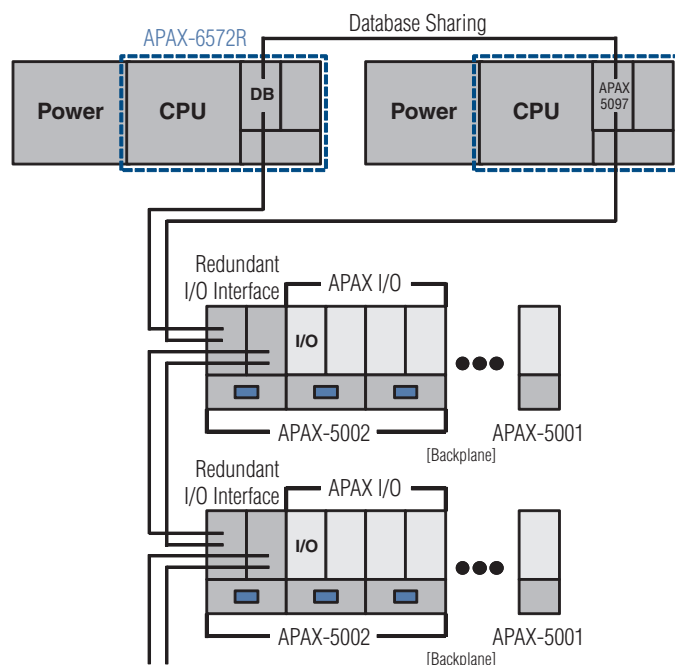 Database Sharing
APAX-6572R
Power
CPU
DB
Power
CPU
APAX
5097
Redundant
I/O Interface
APAX I/O
I/O
APAX-5002
APAX-5001
[Backplane]
Redundant
I/O Interface
APAX I/O
I/O
APAX-5002
APAX-5001
[Backplane]